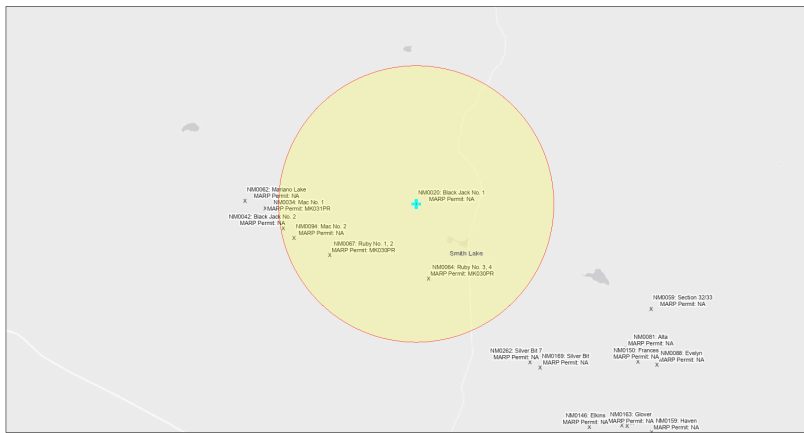 NM0020: Black Jack No. 1
MARP Permit: NA
NM0062: Mariano Lake
MARP Permit: NA
NM0034: Mac No. 1
MARP Permit: MK031PR
NM0042: Black Jack No. 2
MARP Permit: NA
NM0094: Mac No. 2
MARP Permit: NA
NM0067: Ruby No. 1, 2
MARP Permit: MK030PR
Smith Lake
NM0064: Ruby No. 3, 4
MARP Permit: MK030PR
NM0059: Section 32/33
MARP Permit: NA
NM0081: Alta
MARP Permit: NA
NM0150: Frances
MARP Permit: NA
NM0088: Evelyn
MARP Permit: NA
NM0262: Silver Bit 7
MARP Permit: NA
NM0169: Silver Bit
MARP Permit: NA
NM0146: Elkins
MARP Permit: NA
NM0163: Glover
MARP Permit: NA
NM0159: Haven
MARP Permit: NA